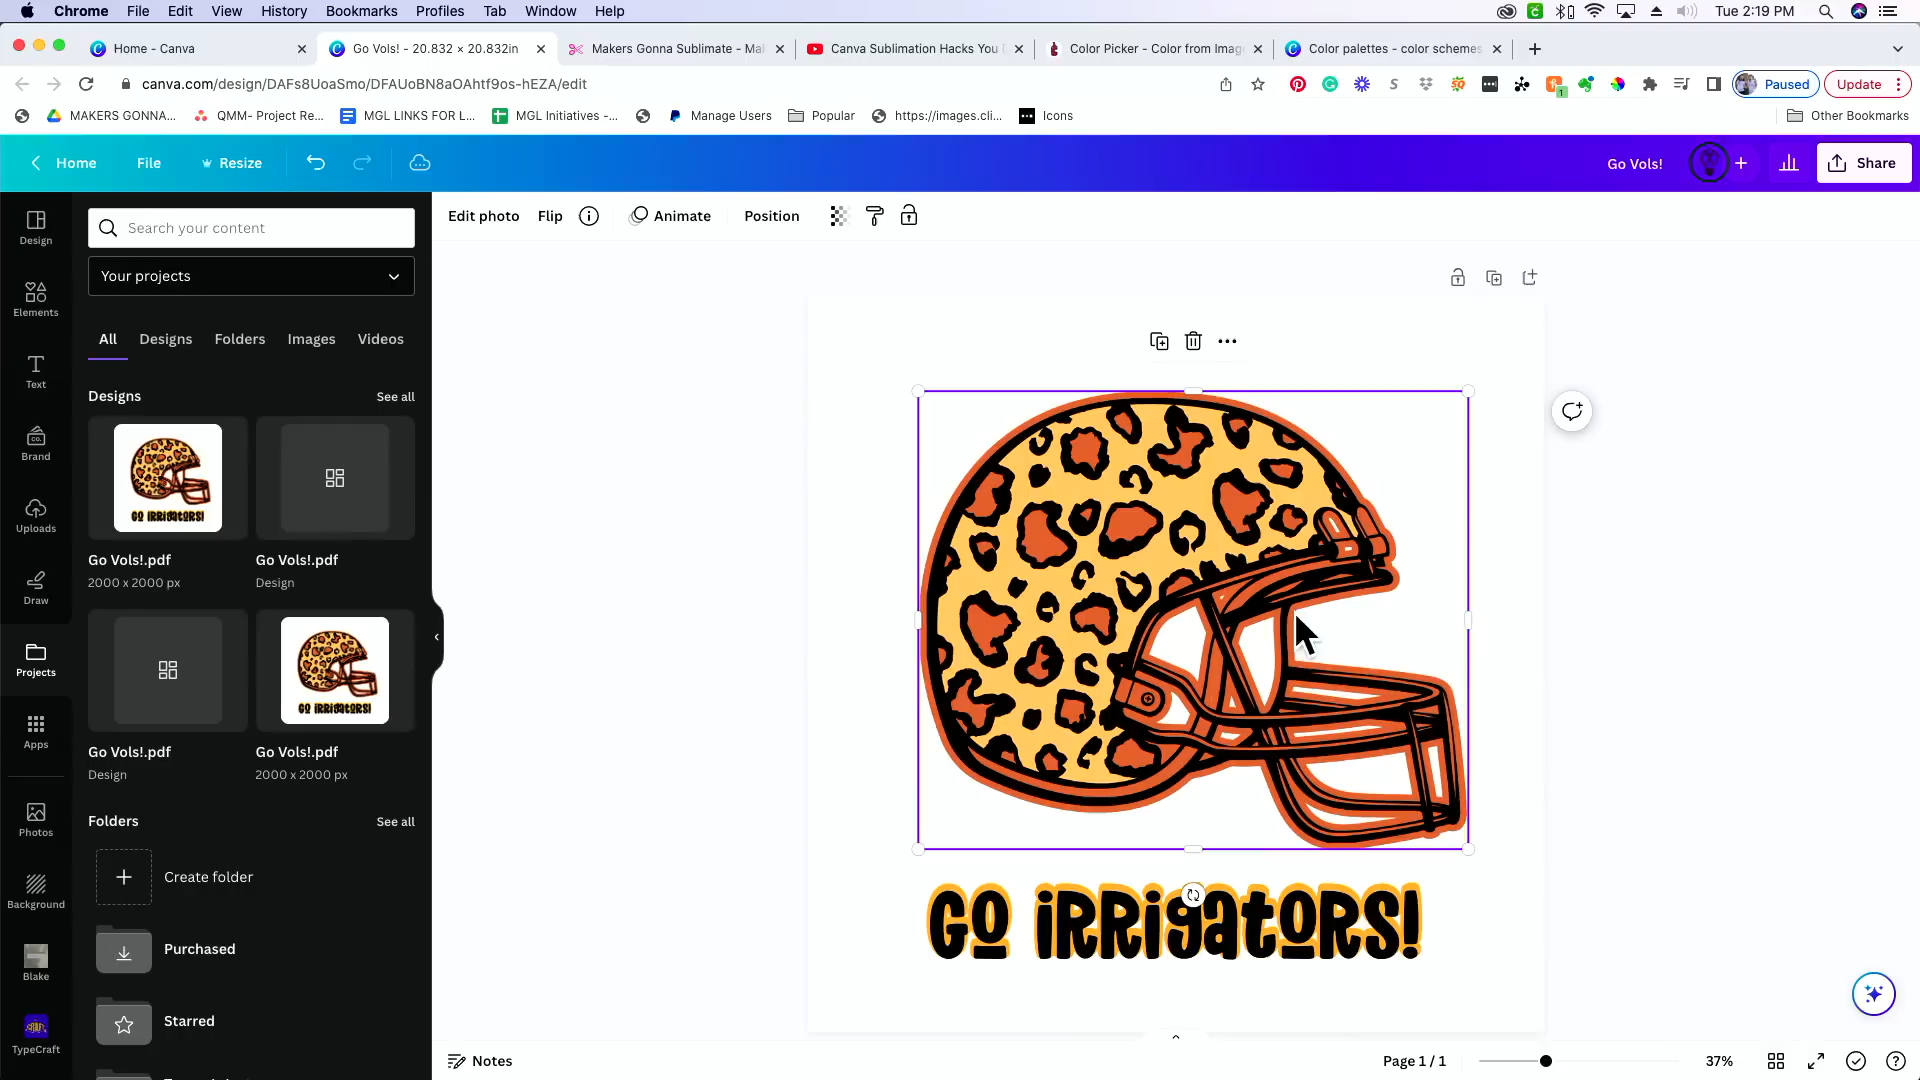 Chrome File Edit View History Bookmarks Profiles Tab Window Help Tue 2:19 PM
Home - Canva Go Vols! - 20.832 × 20.832in Makers Gonna Sublimate - Mak Canva Sublimation Hacks You Color Picker - Color from Imag Color palettes - color schemes
canva.com/design/DAFs8UoaSmo/DFAUoBN8aOAhtf9os-hEZA/edit Paused Update
MAKERS GONNA... QMM- Project Re... MGL LINKS FOR L... MGL Initiatives -... Manage Users Popular https://images.cli... Icons Other Bookmarks
Home File Resize Go Vols! Share
Edit photo Flip Animate Position
Search your content
Your projects
All Designs Folders Images Videos
Designs See all
GO IRRIGATORS!
Go Vols!.pdf Go Vols!.pdf
2000 x 2000 px Design
GO IRRIGATORS!
Go Vols!.pdf Go Vols!.pdf
Design 2000 x 2000 px
Folders See all
Create folder
Purchased
Starred
Design
Elements
Text
CO.
Brand
Uploads
Draw
Projects
Apps
Photos
Background
Blake
TypeCraft
GO iRRigatORS!
Notes Page 1 / 1 37%